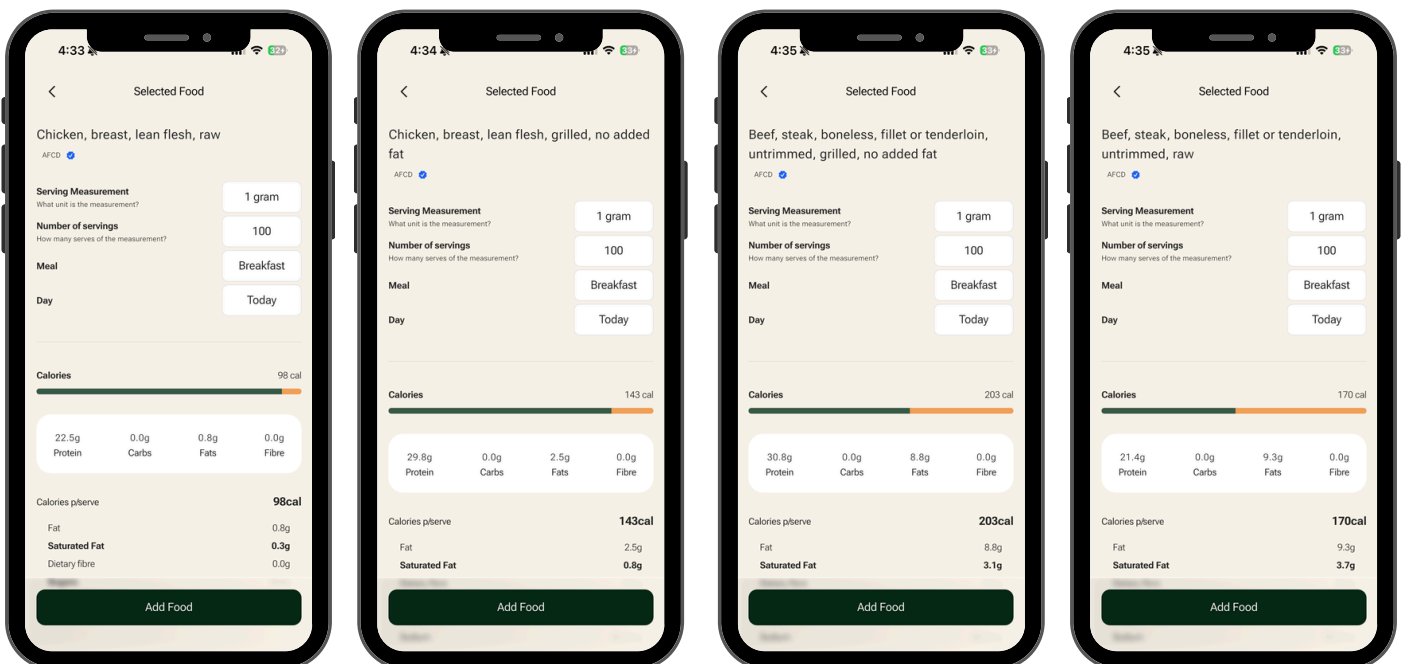 4:33
32
Selected Food
Chicken, breast, lean flesh, raw
AFCD
Serving Measurement
What unit is the measurement?
1 gram
Number of servings
How many serves of the measurement?
100
Meal
Breakfast
Day
Today
Calories
98 cal
22.5g
Protein
0.0g
Carbs
0.8g
Fats
0.0g
Fibre
Calories p/serve
98cal
Fat
0.8g
Saturated Fat
0.3g
Dietary fibre
0.0g
Add Food
4:34
33
Selected Food
Chicken, breast, lean flesh, grilled, no added
fat
AFCD
Serving Measurement
What unit is the measurement?
1 gram
Number of servings
How many serves of the measurement?
100
Meal
Breakfast
Day
Today
Calories
143 cal
29.8g
Protein
0.0g
Carbs
2.5g
Fats
0.0g
Fibre
Calories p/serve
143cal
Fat
2.5g
Saturated Fat
0.8g
Add Food
4:35
33
Selected Food
Beef, steak, boneless, fillet or tenderloin,
untrimmed, grilled, no added fat
AFCD
Serving Measurement
What unit is the measurement?
1 gram
Number of servings
How many serves of the measurement?
100
Meal
Breakfast
Day
Today
Calories
203 cal
30.8g
Protein
0.0g
Carbs
8.8g
Fats
0.0g
Fibre
Calories p/serve
203cal
Fat
8.8g
Saturated Fat
3.1g
Add Food
4:35
33
Selected Food
Beef, steak, boneless, fillet or tenderloin,
untrimmed, raw
AFCD
Serving Measurement
What unit is the measurement?
1 gram
Number of servings
How many serves of the measurement?
100
Meal
Breakfast
Day
Today
Calories
170 cal
21.4g
Protein
0.0g
Carbs
9.3g
Fats
0.0g
Fibre
Calories p/serve
170cal
Fat
9.3g
Saturated Fat
3.7g
Add Food